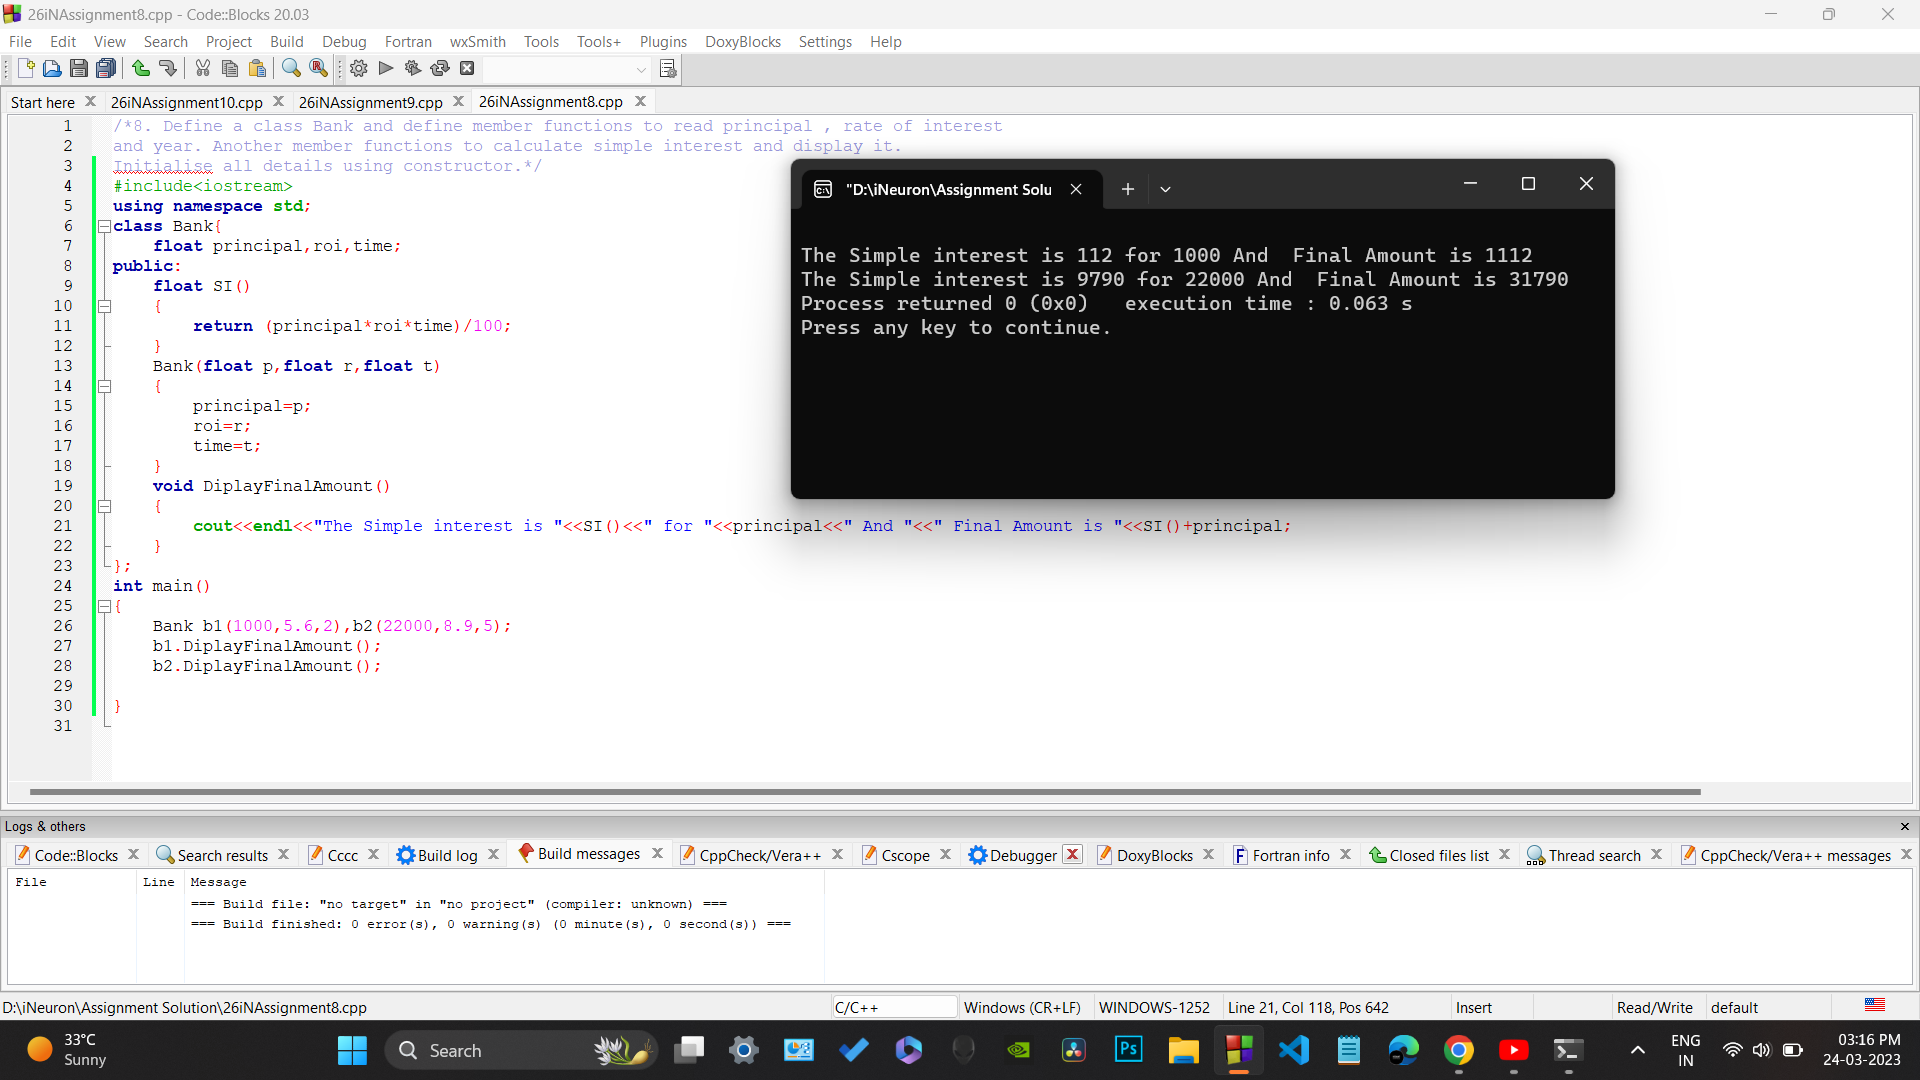 26iNAssignment8.cpp - Code::Blocks 20.03
File Edit View Search Project Build Debug Fortran wxSmith Tools Tools+ Plugins DoxyBlocks Settings Help
Start here 26iNAssignment10.cpp 26iNAssignment9.cpp 26iNAssignment8.cpp
1 /*8. Define a class Bank and define member functions to read principal , rate of interest
2 and year. Another member functions to calculate simple interest and display it.
3 Initialise all details using constructor.*/
4 #include<iostream>
5 using namespace std;
6 class Bank{
7 float principal,roi,time;
8 public:
9 float SI()
10 {
11 return (principal*roi*time)/100;
12 }
13 Bank(float p,float r,float t)
14 {
15 principal=p;
16 roi=r;
17 time=t;
18 }
19 void DiplayFinalAmount()
20 {
21 cout<<endl<<"The Simple interest is "<<SI()<<" for "<<principal<<" And "<<" Final Amount is "<<SI()+principal;
22 }
23 };
24 int main()
25 {
26 Bank b1(1000,5.6,2),b2(22000,8.9,5);
27 b1.DiplayFinalAmount();
28 b2.DiplayFinalAmount();
29
30 }
31
"D:\iNeuron\Assignment Solu
The Simple interest is 112 for 1000 And  Final Amount is 1112
The Simple interest is 9790 for 22000 And  Final Amount is 31790
Process returned 0 (0x0)   execution time : 0.063 s
Press any key to continue.
Logs & others
Code::Blocks Search results Cccc Build log Build messages CppCheck/Vera++ Cscope Debugger DoxyBlocks Fortran info Closed files list Thread search CppCheck/Vera++ messages
File Line Message
=== Build file: "no target" in "no project" (compiler: unknown) ===
=== Build finished: 0 error(s), 0 warning(s) (0 minute(s), 0 second(s)) ===
D:\iNeuron\Assignment Solution\26iNAssignment8.cpp C/C++ Windows (CR+LF) WINDOWS-1252 Line 21, Col 118, Pos 642 Insert Read/Write default
33°C
Sunny
Search
Ps
ENG
IN
03:16 PM
24-03-2023